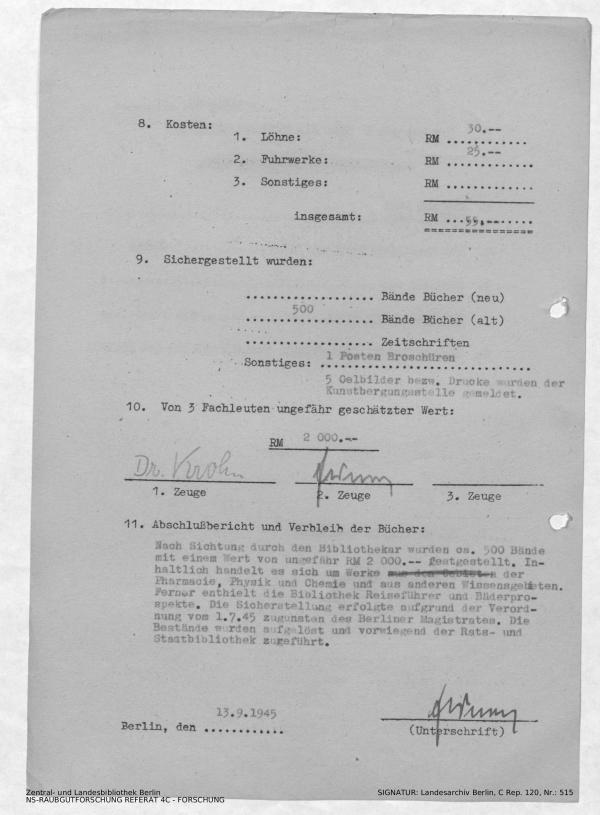 8. Kosten:
1. Löhne: RM 30.--
2. Fuhrwerke: RM 25.--
3. Sonstiges: RM ............
insgesamt: RM ...55,--.....
9. Sichergestellt wurden:
.................. Bände Bücher (neu)
500 .................. Bände Bücher (alt)
.................. Zeitschriften
Sonstiges: 1 Posten Broschüren
5 Oelbilder bezw. Drucke wurden der
Kunstbergungsstelle gemeldet.
10. Von 3 Fachleuten ungefähr geschätzter Wert:
RM 2 000.--
Dr. Krohn
1. Zeuge 2. Zeuge 3. Zeuge
11. Abschlußbericht und Verbleib der Bücher:
Nach Sichtung durch den Bibliothekar wurden ca. 500 Bände
mit einem Wert von ungefähr RM 2 000.-- festgestellt. In-
haltlich handelt es sich um Werke aus den Gebieten der
Pharmacie, Physik und Chemie und aus anderen Wissensgebieten.
Ferner enthielt die Bibliothek Reiseführer und Bäderpro-
spekte. Die Sicherstellung erfolgte aufgrund der Verord-
nung vom 1.7.45 zugunsten des Berliner Magistrates. Die
Bestände wurden aufgelöst und vorwiegend der Rats- und
Stadtbibliothek zugeführt.
Berlin, den 13.9.1945
(Unterschrift)
Zentral- und Landesbibliothek Berlin
NS-RAUBGUTFORSCHUNG REFERAT 4C - FORSCHUNG
SIGNATUR: Landesarchiv Berlin, C Rep. 120, Nr.: 515